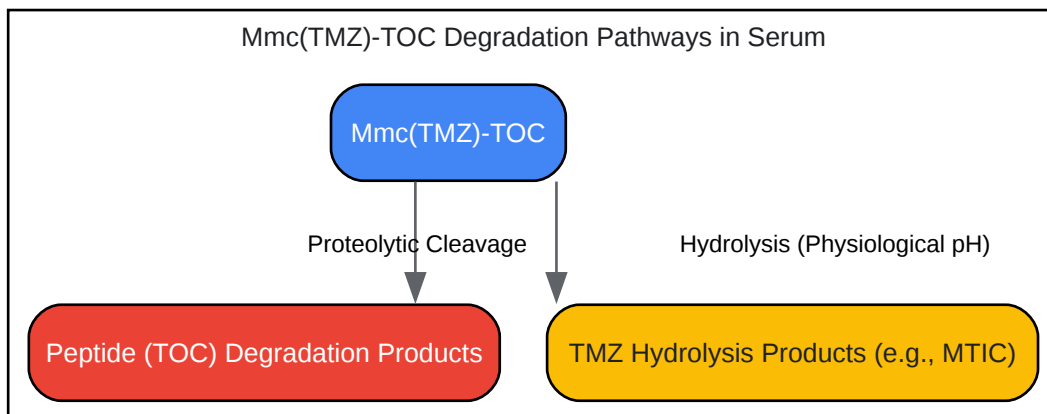 Mmc(TMZ)-TOC Degradation Pathways in Serum
Mmc(TMZ)-TOC
Proteolytic Cleavage
Hydrolysis (Physiological pH)
Peptide (TOC) Degradation Products
TMZ Hydrolysis Products (e.g., MTIC)